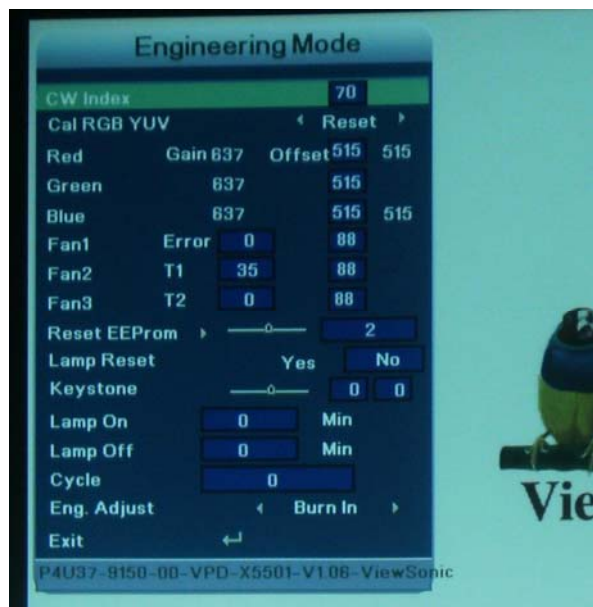 Engineering Mode
CW Index 70
Cal RGB YUV Reset
Red Gain 637 Offset 515 515
Green 637 515
Blue 637 515 515
Fan1 Error 0 88
Fan2 T1 35 88
Fan3 T2 0 88
Reset EEProm 2
Lamp Reset Yes No
Keystone 0 0
Lamp On 0 Min
Lamp Off 0 Min
Cycle 0
Eng. Adjust Burn In
Exit
P4U37-9150-00-VPD-X5501-V1.06-ViewSonic
Vie